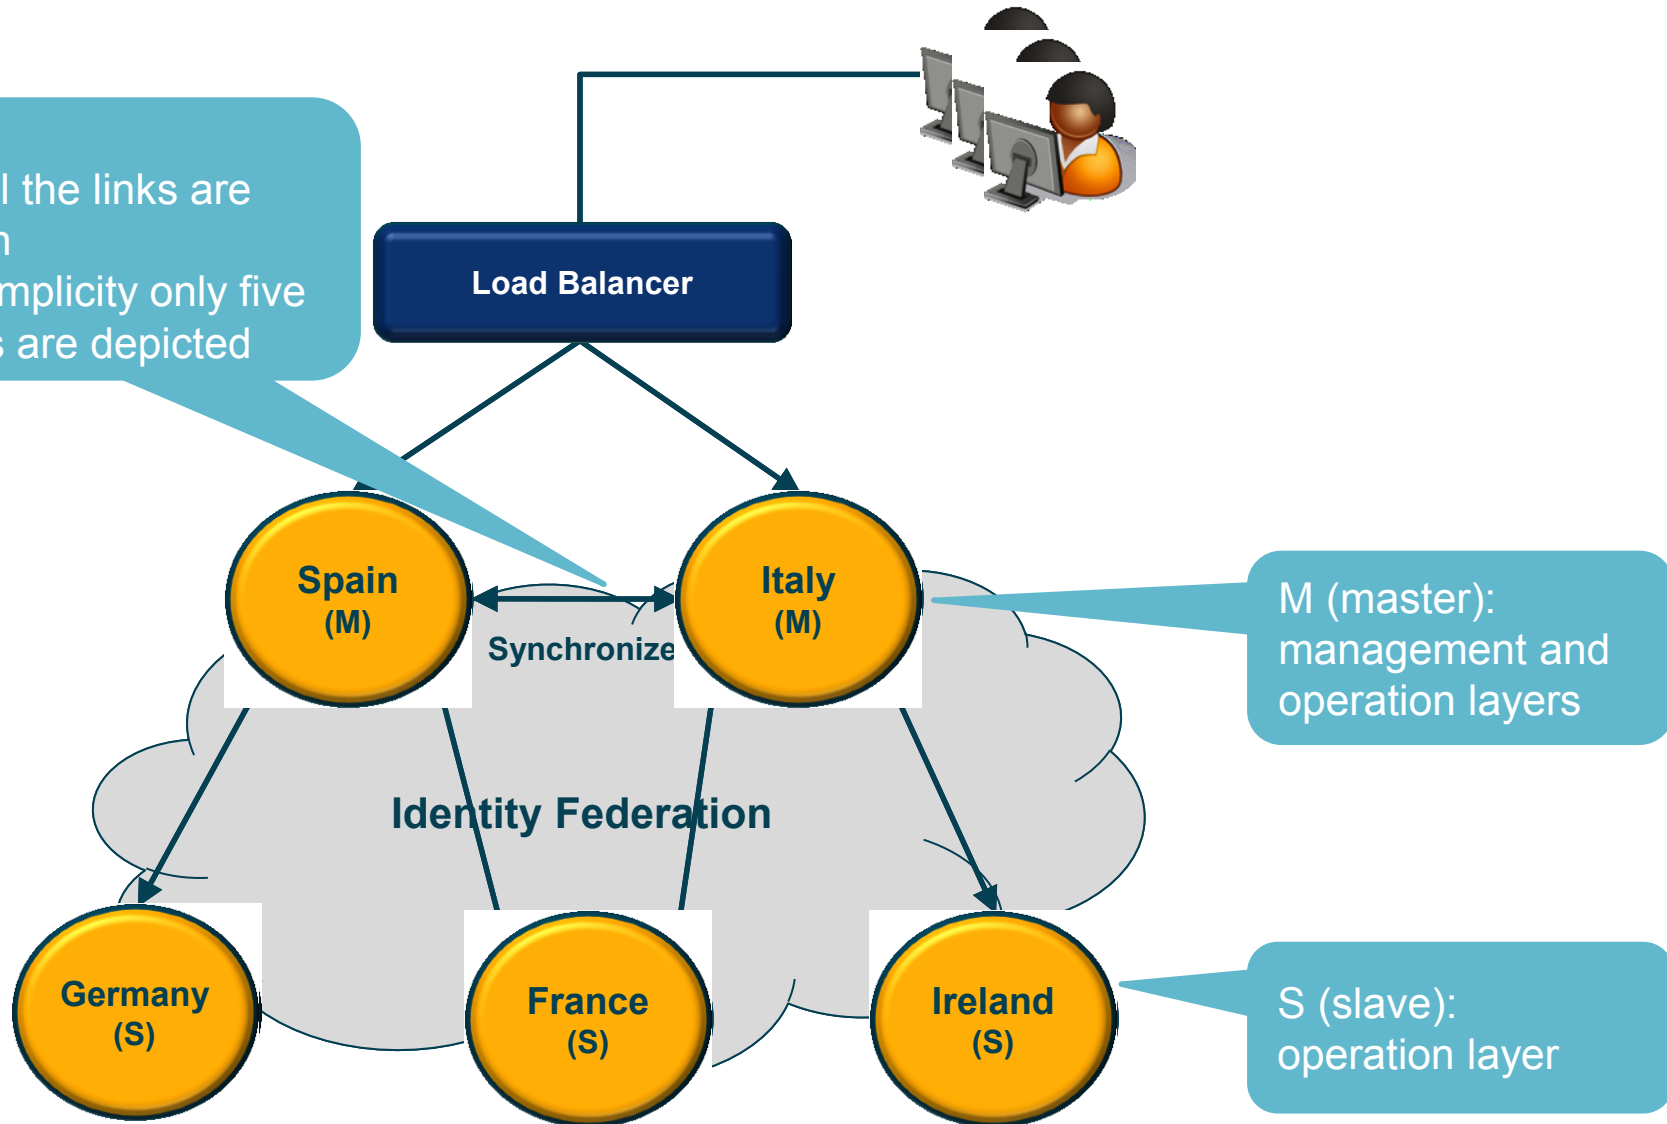 the links are
implicity only five
are depicted
Load Balancer
Spain
(M)
Italy
(M)
Synchronize
M (master):
management and
operation layers
Identity Federation
Germany
(S)
France
(S)
Ireland
(S)
S (slave):
operation layer